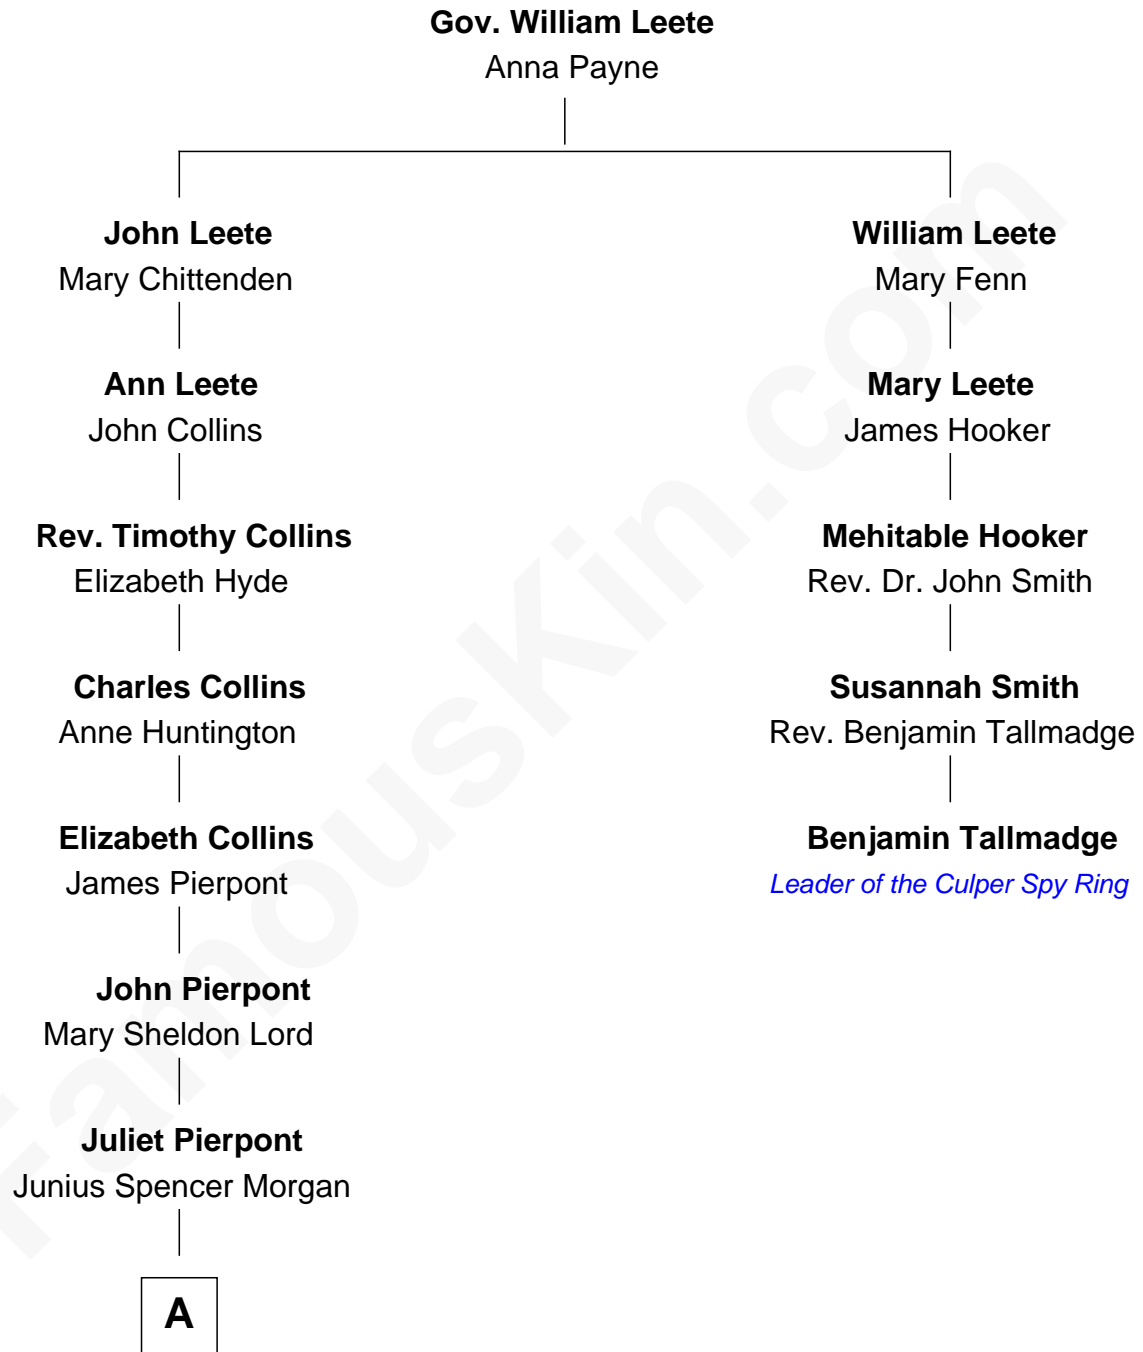 Gov. William Leete
Anna Payne
John Leete
Mary Chittenden
William Leete
Mary Fenn
Ann Leete
John Collins
Mary Leete
James Hooker
Rev. Timothy Collins
Elizabeth Hyde
Mehitable Hooker
Rev. Dr. John Smith
Charles Collins
Anne Huntington
Susannah Smith
Rev. Benjamin Tallmadge
Elizabeth Collins
James Pierpont
Benjamin Tallmadge
Leader of the Culper Spy Ring
John Pierpont
Mary Sheldon Lord
Juliet Pierpont
Junius Spencer Morgan
A
FamousKin.com